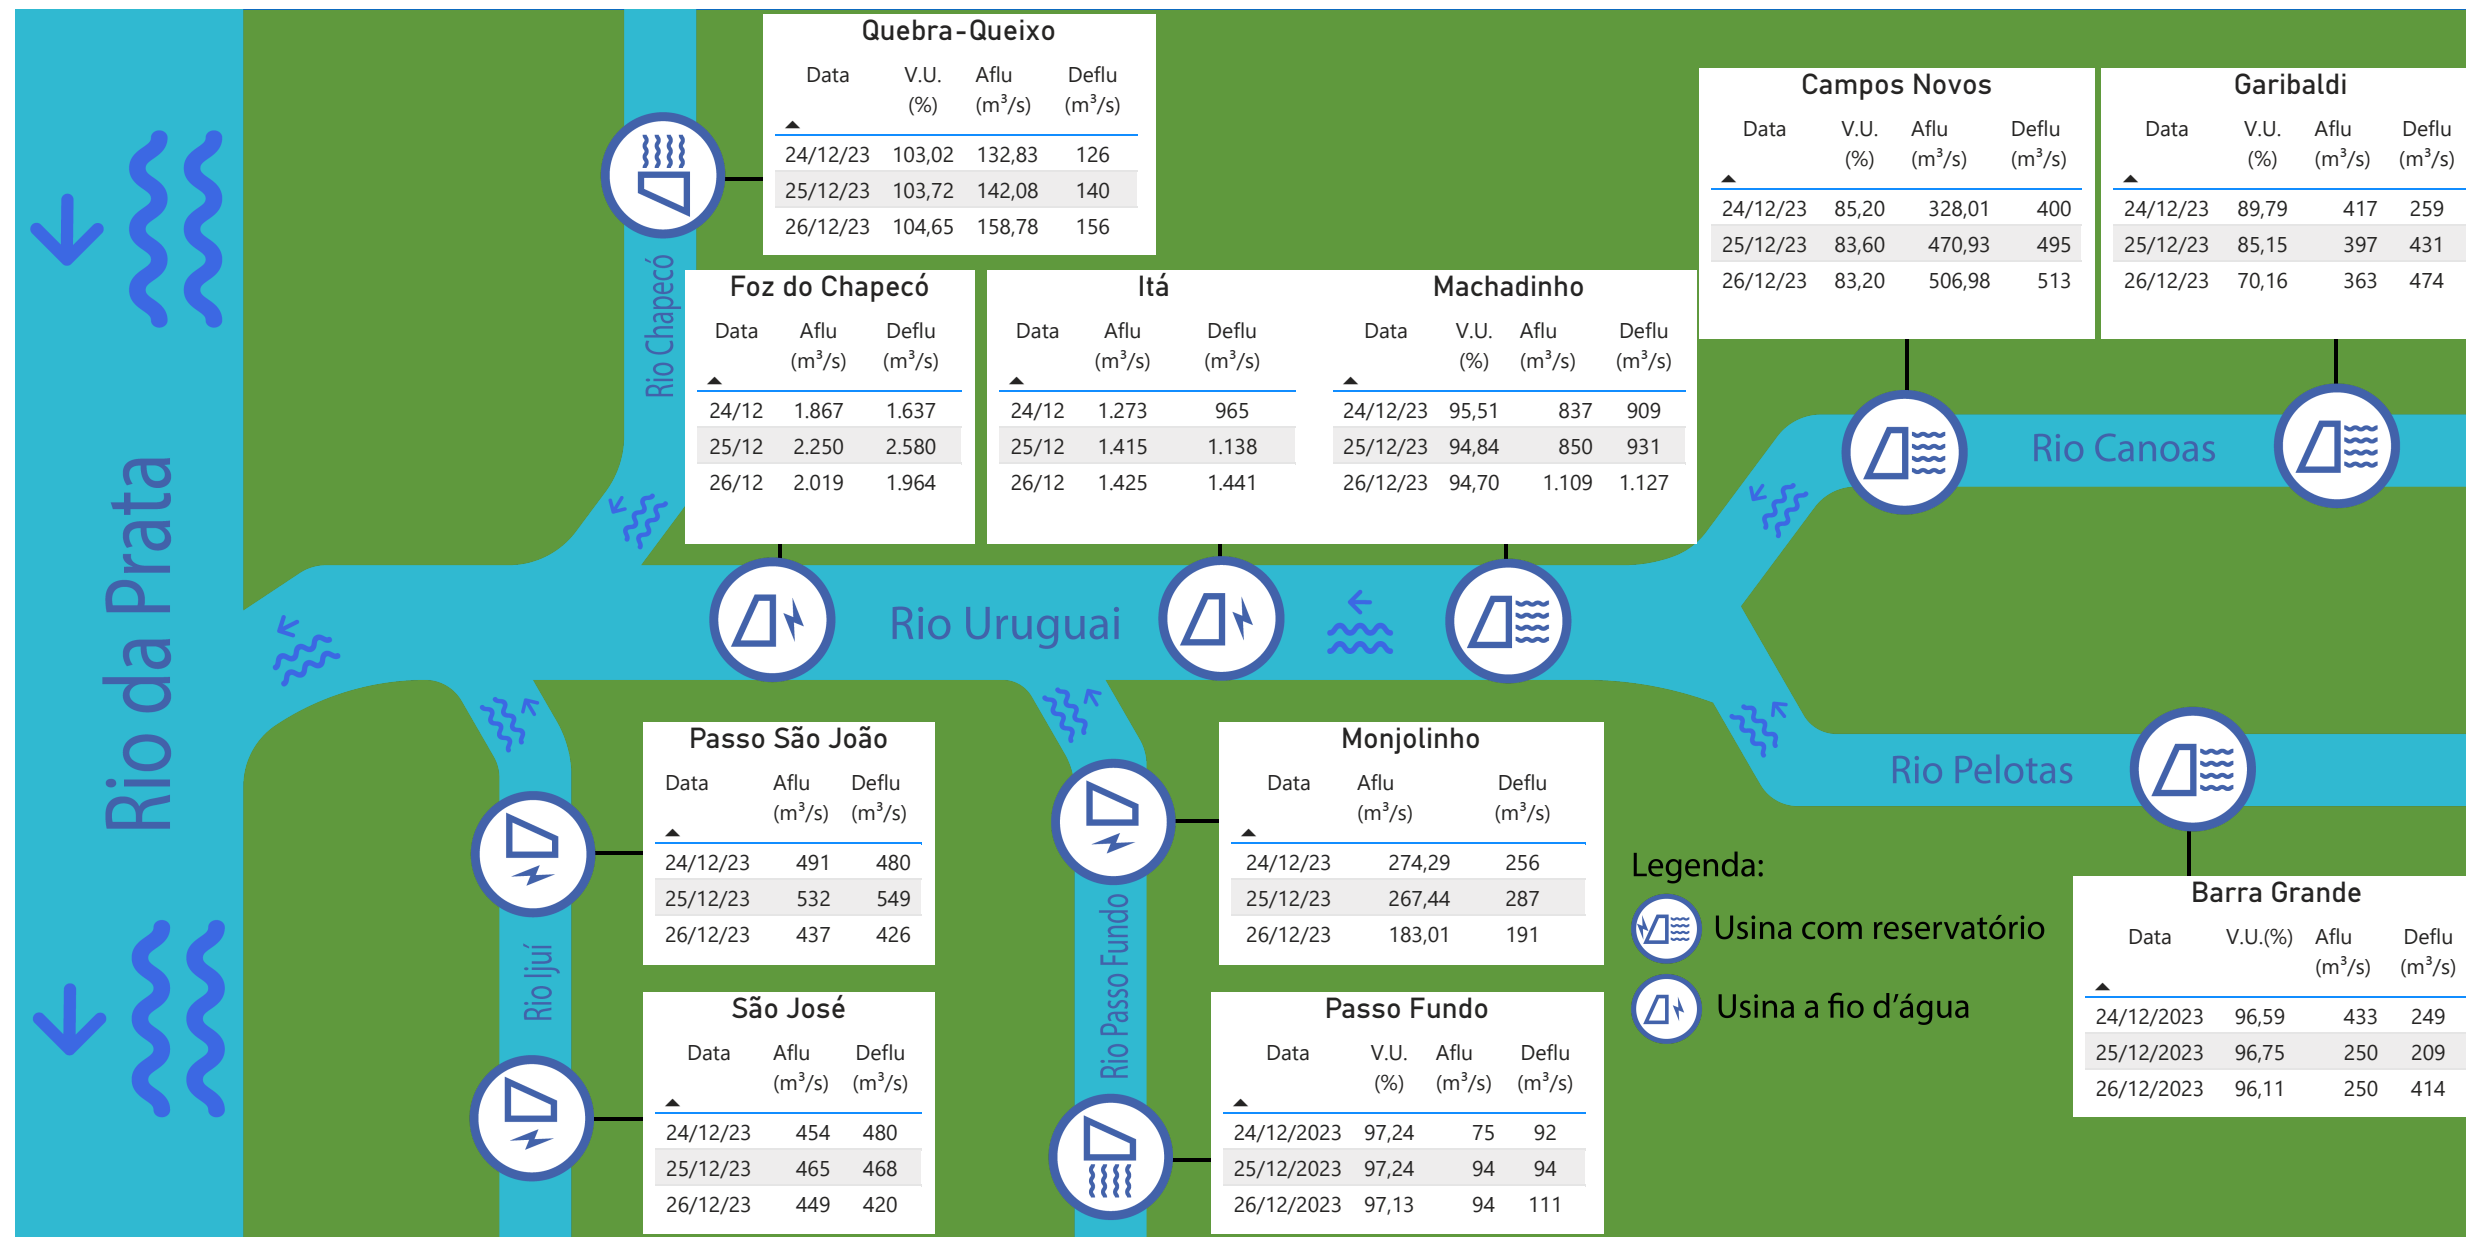 Quebra-Queixo
Data V.U. (%) Aflu (m³/s) Deflu (m³/s)
24/12/23 103,02 132,83 126
25/12/23 103,72 142,08 140
26/12/23 104,65 158,78 156
Campos Novos
Data V.U. (%) Aflu (m³/s) Deflu (m³/s)
24/12/23 85,20 328,01 400
25/12/23 83,60 470,93 495
26/12/23 83,20 506,98 513
Garibaldi
Data V.U. (%) Aflu (m³/s) Deflu (m³/s)
24/12/23 89,79 417 259
25/12/23 85,15 397 431
26/12/23 70,16 363 474
Rio Chapecó
Foz do Chapecó
Data Aflu (m³/s) Deflu (m³/s)
24/12 1.867 1.637
25/12 2.250 2.580
26/12 2.019 1.964
Itá
Data Aflu (m³/s) Deflu (m³/s)
24/12 1.273 965
25/12 1.415 1.138
26/12 1.425 1.441
Machadinho
Data V.U. (%) Aflu (m³/s) Deflu (m³/s)
24/12/23 95,51 837 909
25/12/23 94,84 850 931
26/12/23 94,70 1.109 1.127
Rio Canoas
Rio da Prata
Rio Uruguai
Rio Pelotas
Passo São João
Data Aflu (m³/s) Deflu (m³/s)
24/12/23 491 480
25/12/23 532 549
26/12/23 437 426
Monjolinho
Data Aflu (m³/s) Deflu (m³/s)
24/12/23 274,29 256
25/12/23 267,44 287
26/12/23 183,01 191
Legenda:
Usina com reservatório
Usina a fio d'água
Barra Grande
Data V.U.(%) Aflu (m³/s) Deflu (m³/s)
24/12/2023 96,59 433 249
25/12/2023 96,75 250 209
26/12/2023 96,11 250 414
Rio Ijuí
São José
Data Aflu (m³/s) Deflu (m³/s)
24/12/23 454 480
25/12/23 465 468
26/12/23 449 420
Rio Passo Fundo
Passo Fundo
Data V.U. (%) Aflu (m³/s) Deflu (m³/s)
24/12/2023 97,24 75 92
25/12/2023 97,24 94 94
26/12/2023 97,13 94 111